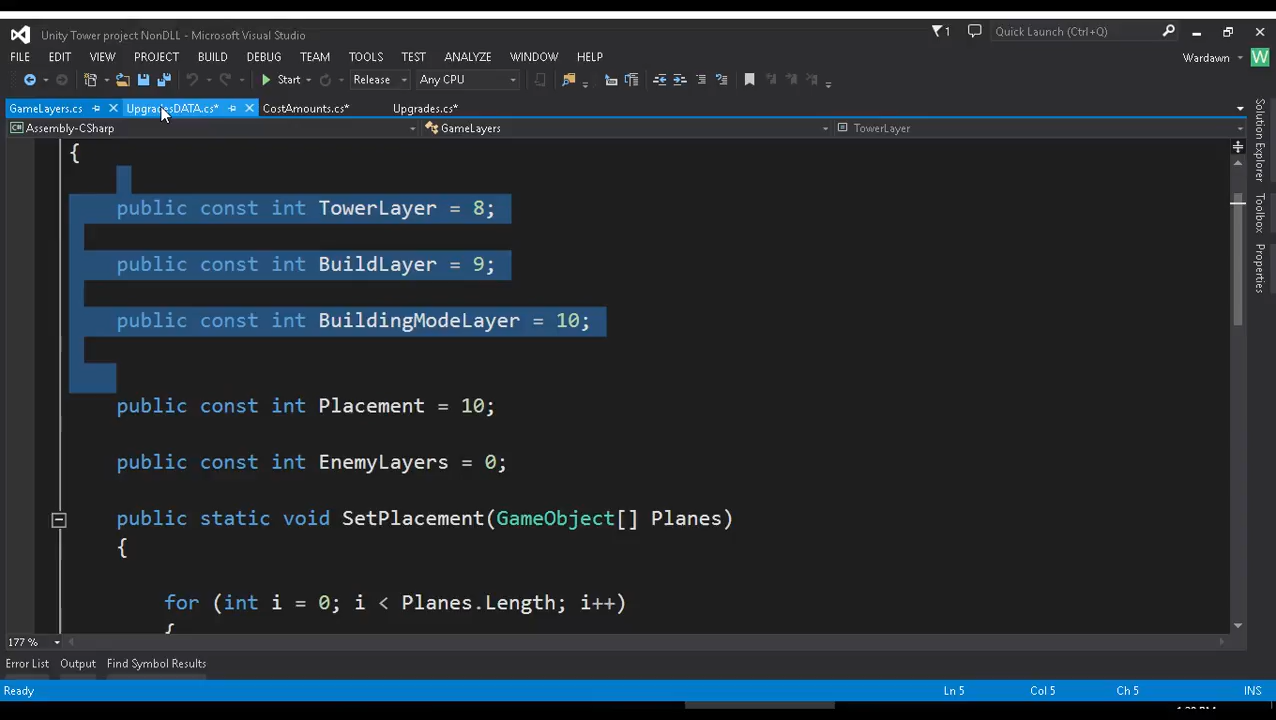 Unity Tower project NonDLL - Microsoft Visual Studio
1
Quick Launch (Ctrl+Q)
FILE EDIT VIEW PROJECT BUILD DEBUG TEAM TOOLS TEST ANALYZE WINDOW HELP
Wardawn W
Start Release Any CPU
GameLayers.cs UpgradesDATA.cs* CostAmounts.cs* Upgrades.cs*
Assembly-CSharp GameLayers TowerLayer
{
public const int TowerLayer = 8;
public const int BuildLayer = 9;
public const int BuildingModeLayer = 10;
public const int Placement = 10;
public const int EnemyLayers = 0;
public static void SetPlacement(GameObject[] Planes)
{
for (int i = 0; i < Planes.Length; i++)
{
177 %
Error List Output Find Symbol Results
Ready Ln 5 Col 5 Ch 5 INS
Solution Explorer
Toolbox
Properties